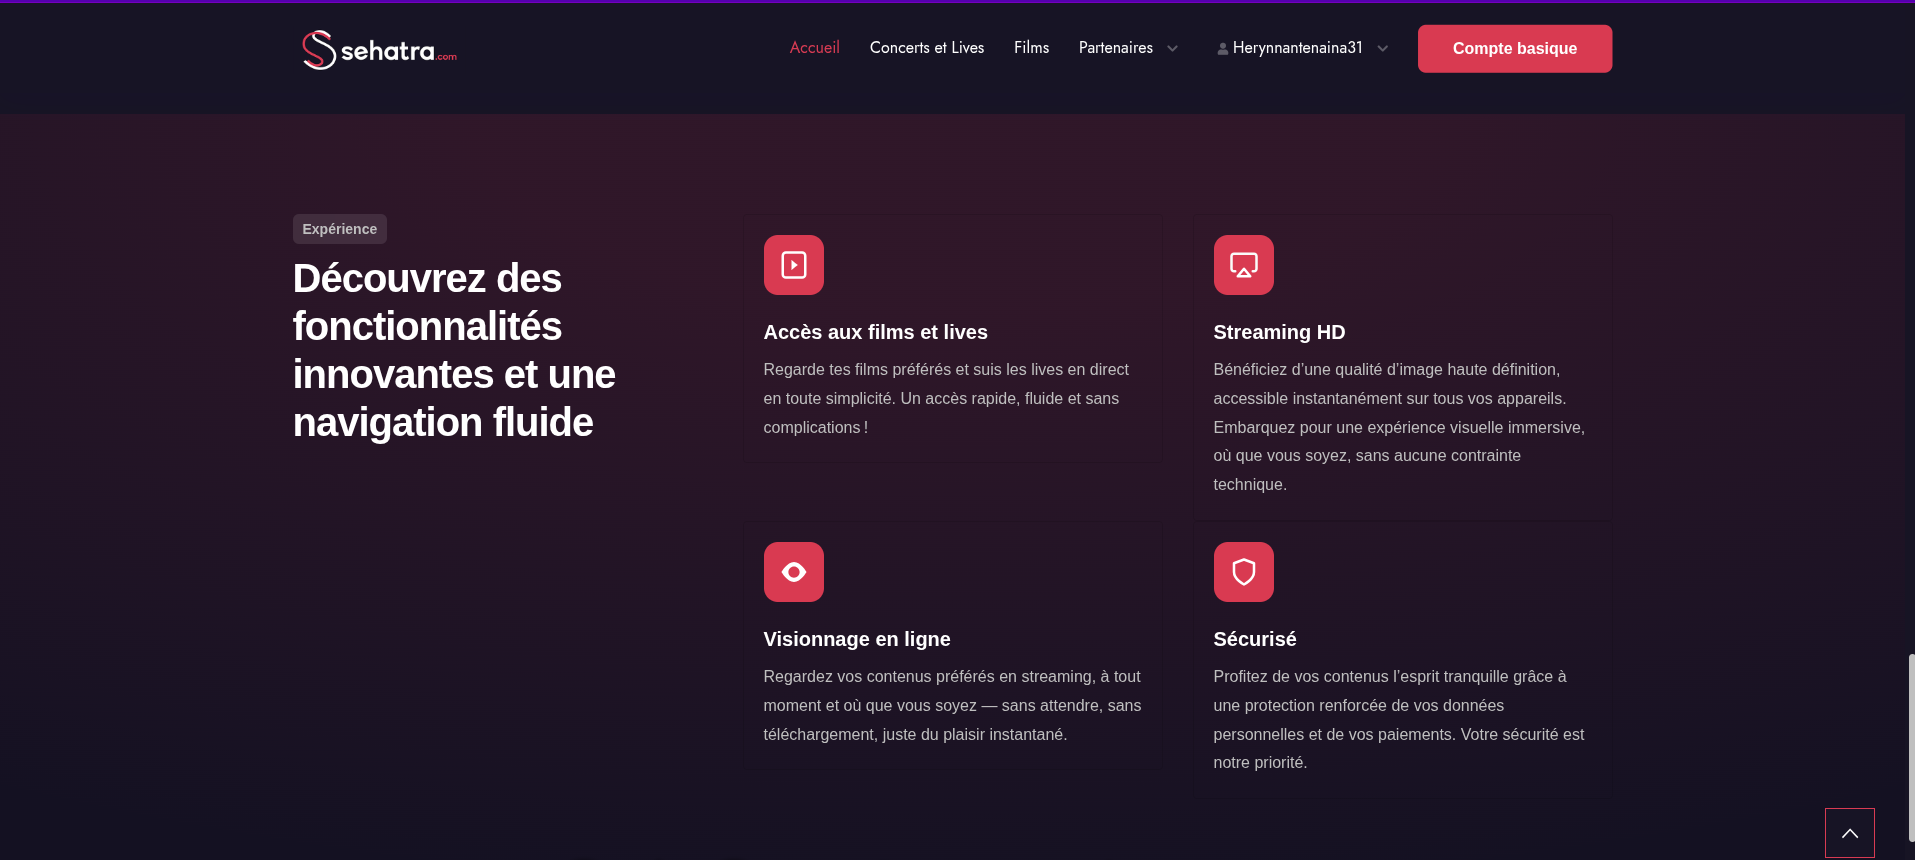 sehatra.com
Accueil
Concerts et Lives
Films
Partenaires
Herynnantenaina31
Compte basique
Expérience
Découvrez des
fonctionnalités
innovantes et une
navigation fluide
Accès aux films et lives
Regarde tes films préférés et suis les lives en direct
en toute simplicité. Un accès rapide, fluide et sans
complications !
Streaming HD
Bénéficiez d’une qualité d’image haute définition,
accessible instantanément sur tous vos appareils.
Embarquez pour une expérience visuelle immersive,
où que vous soyez, sans aucune contrainte
technique.
Visionnage en ligne
Regardez vos contenus préférés en streaming, à tout
moment et où que vous soyez — sans attendre, sans
téléchargement, juste du plaisir instantané.
Sécurisé
Profitez de vos contenus l’esprit tranquille grâce à
une protection renforcée de vos données
personnelles et de vos paiements. Votre sécurité est
notre priorité.